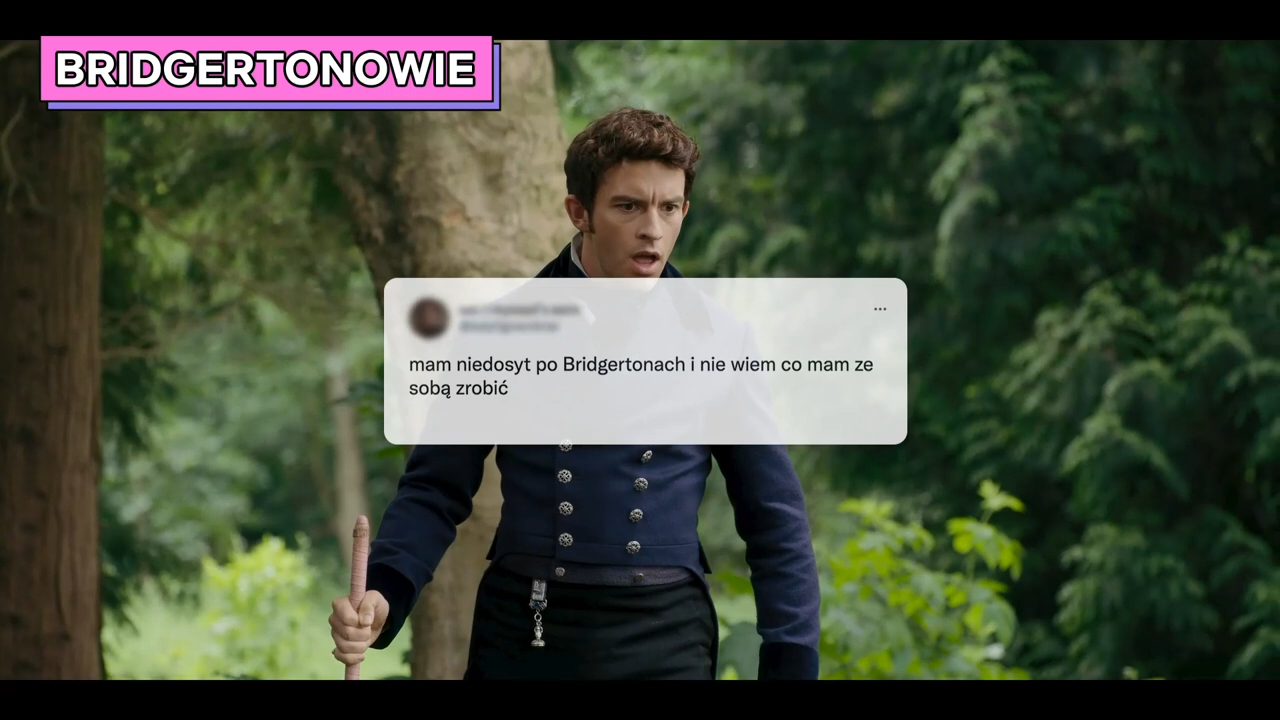 BRIDGERTONOWIE
mam niedosyt po Bridgertonach i nie wiem co mam ze
sobą zrobić